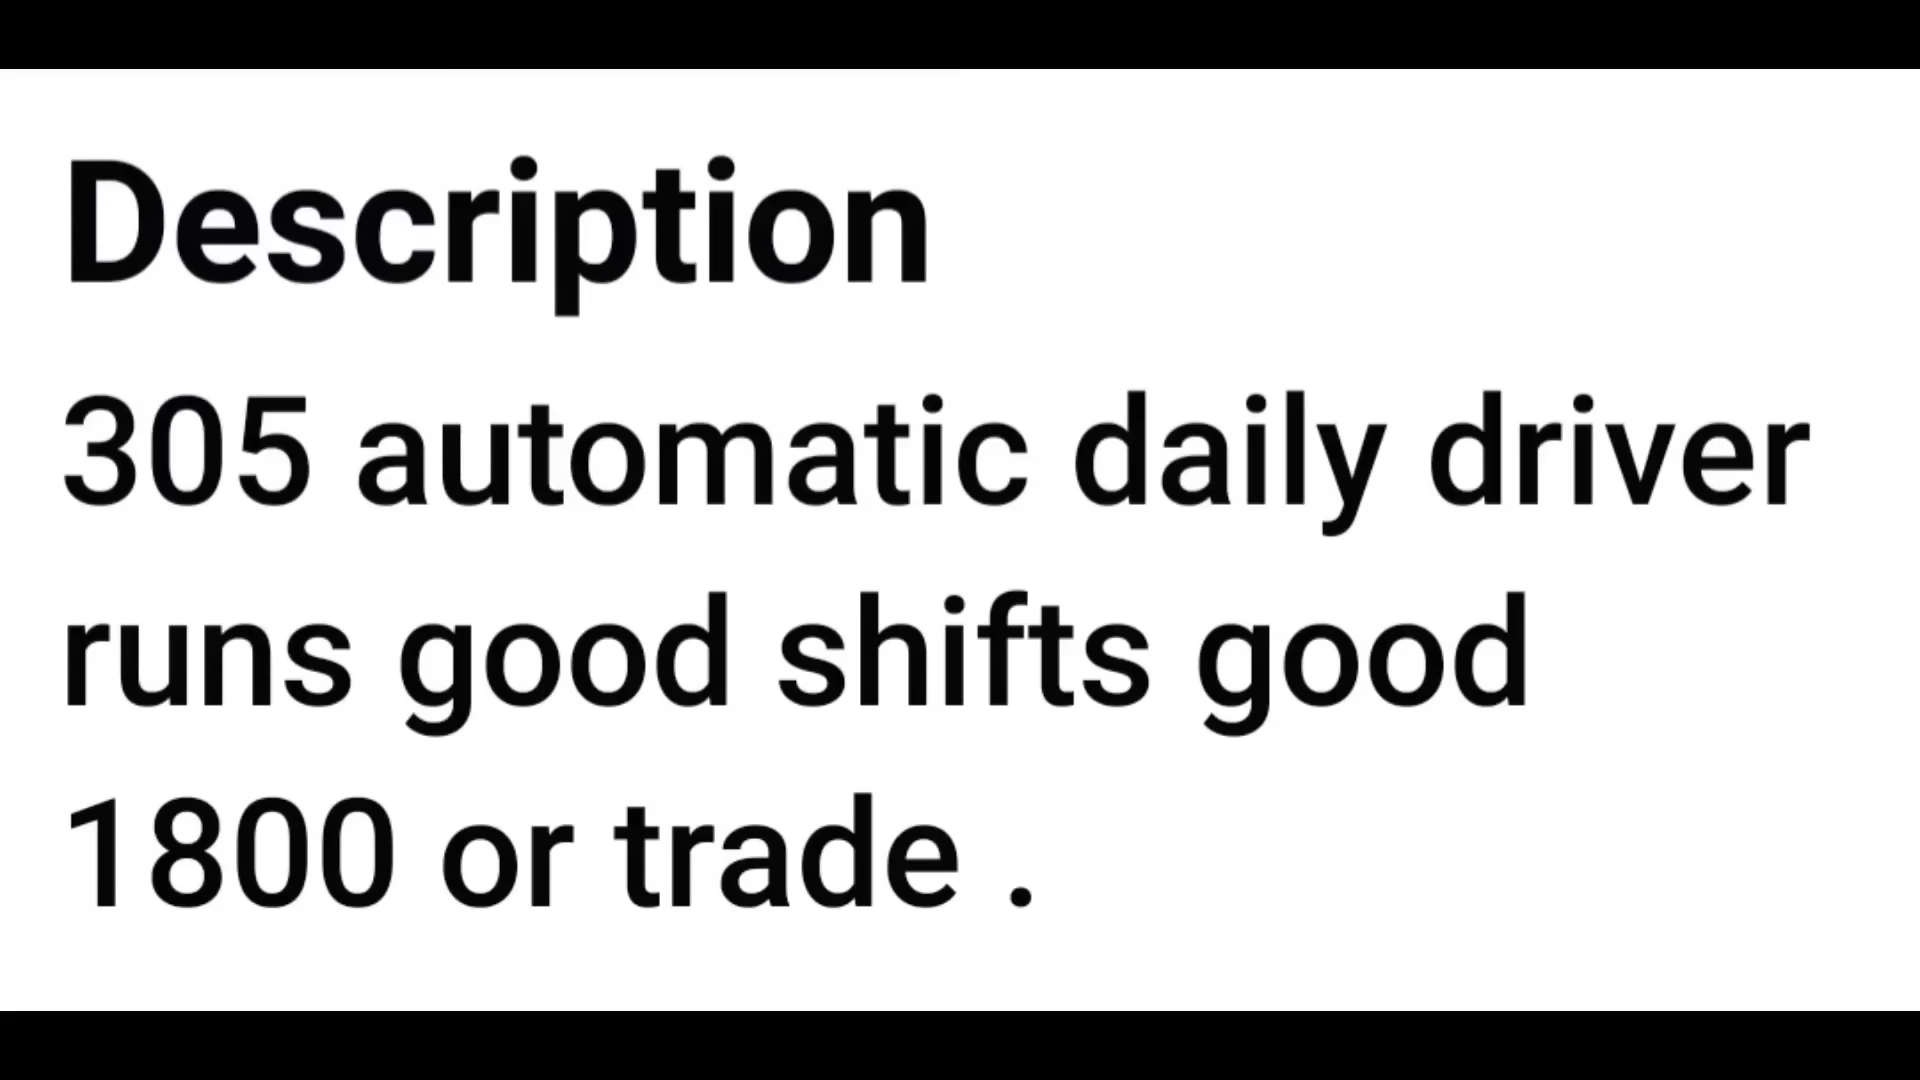 Description
305 automatic daily driver
runs good shifts good
1800 or trade .